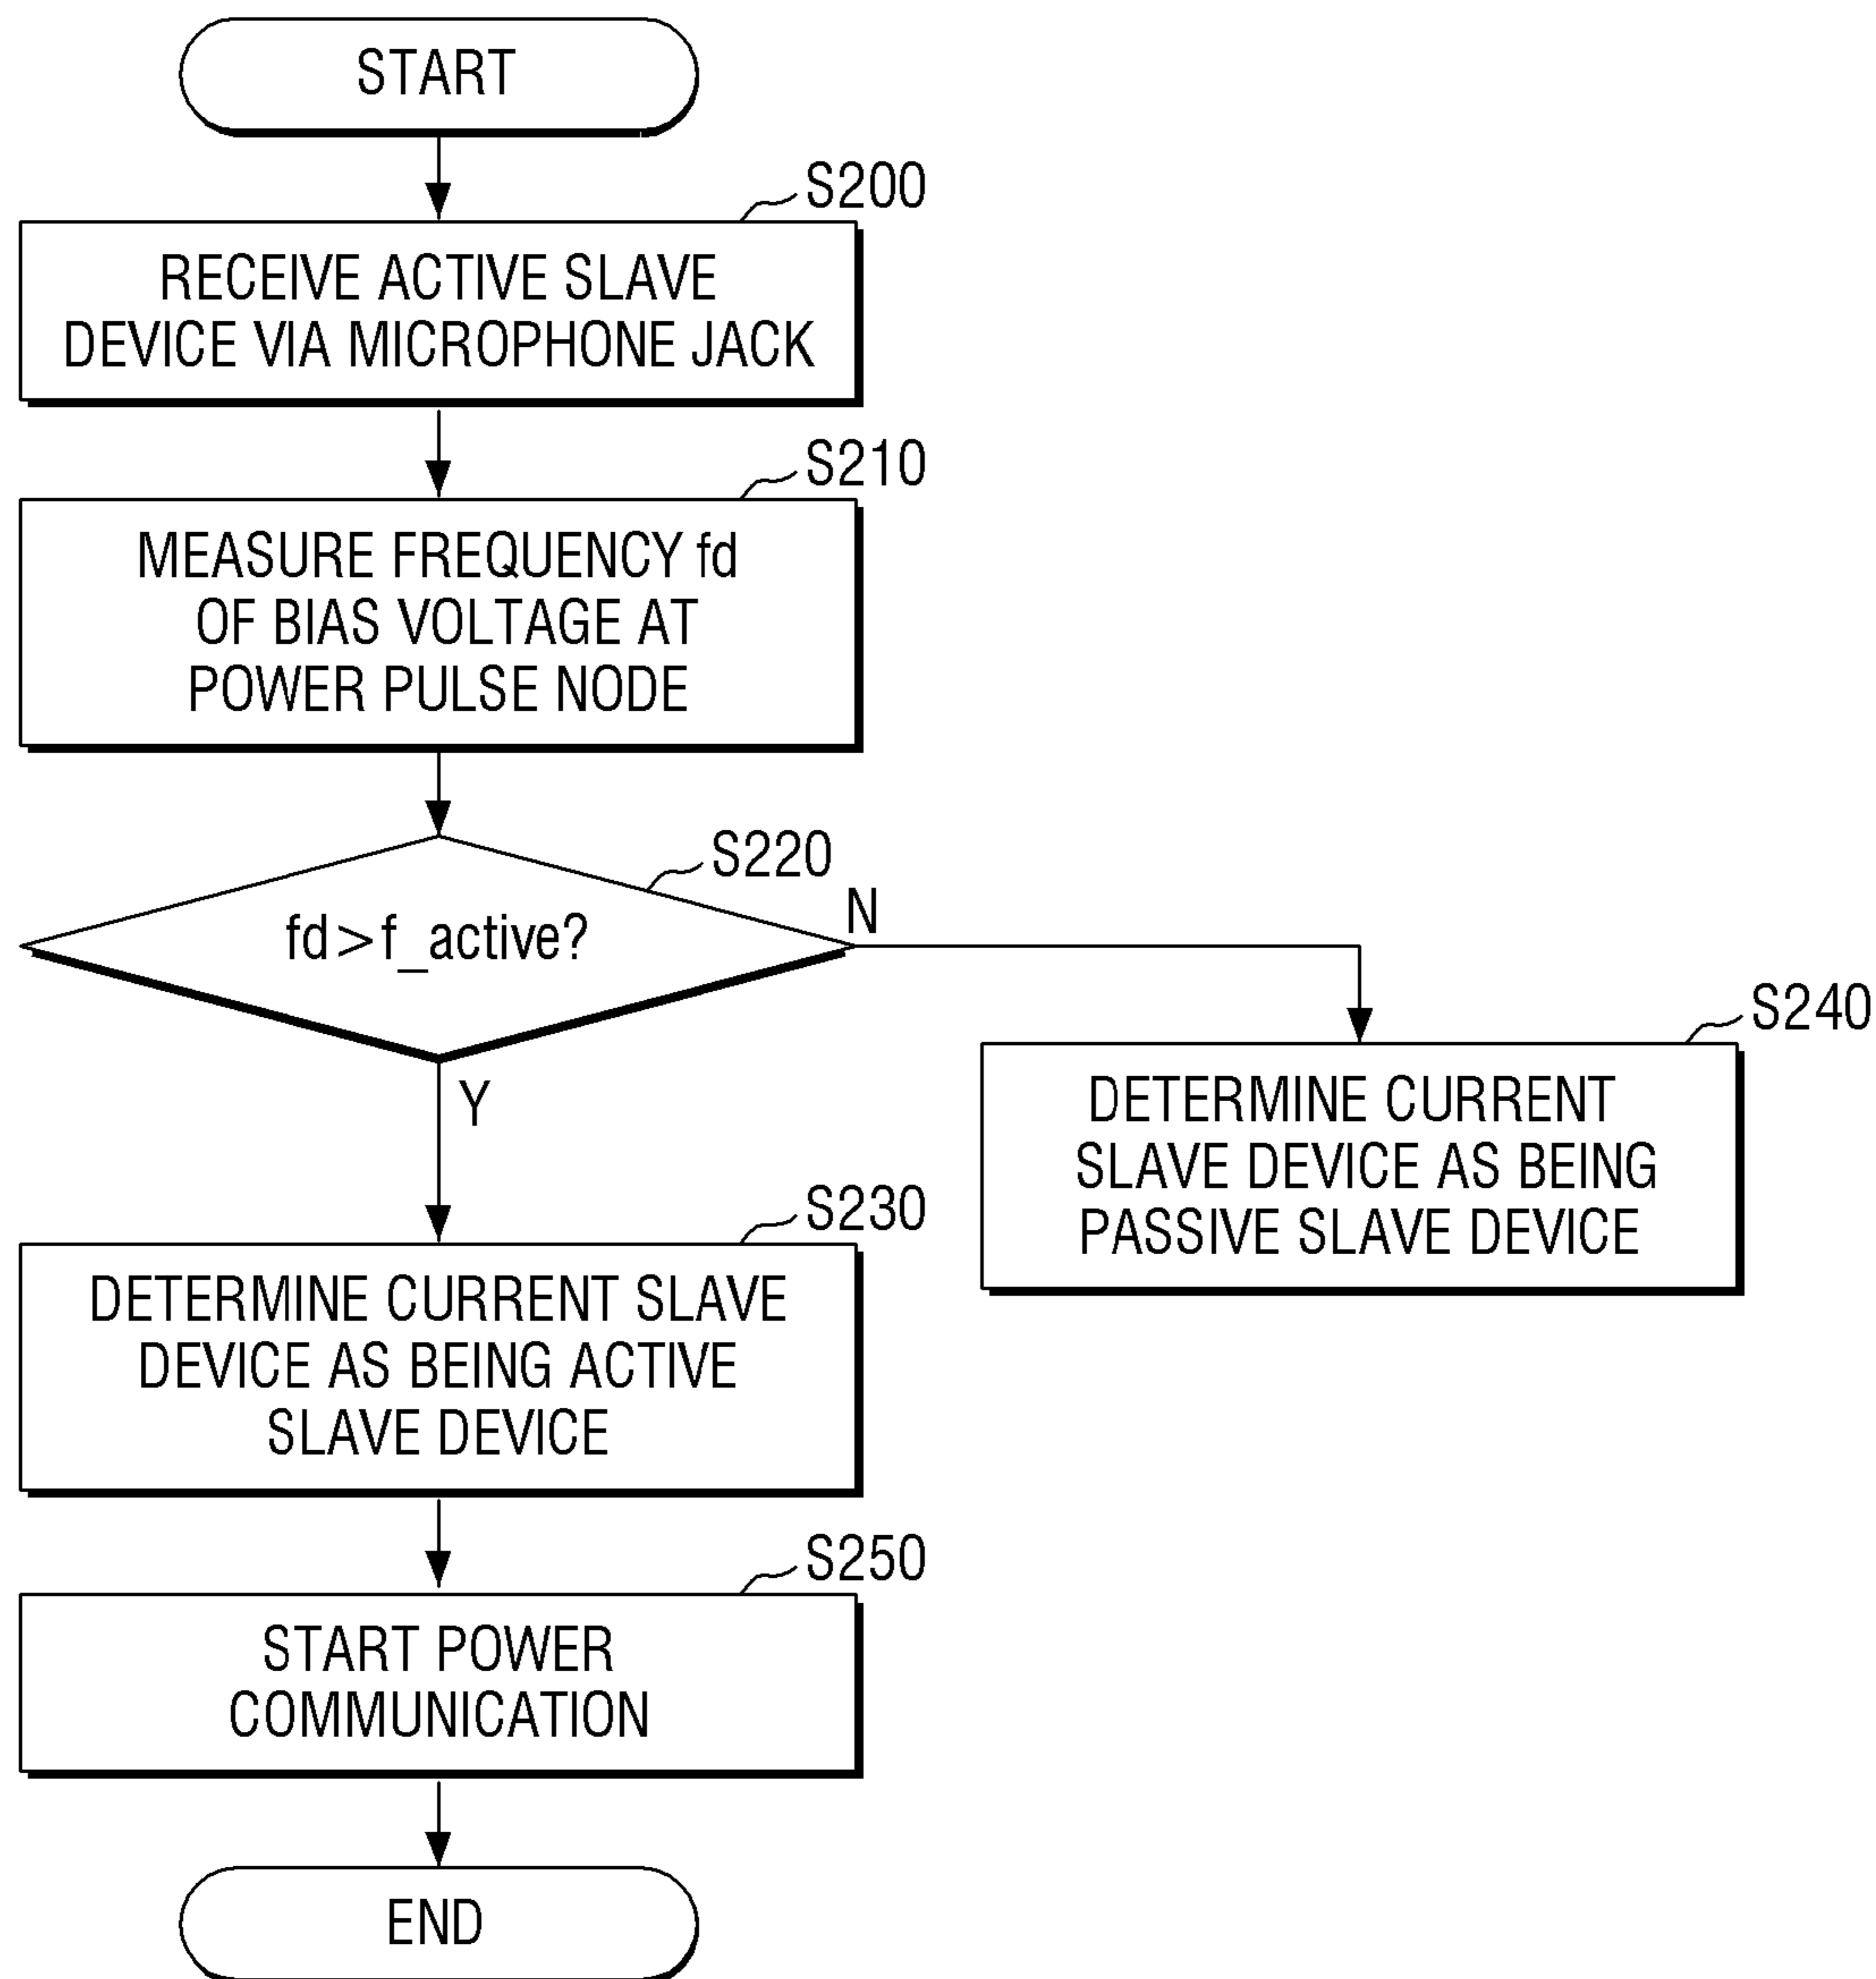 START
S200
RECEIVE ACTIVE SLAVE
DEVICE VIA MICROPHONE JACK
S210
MEASURE FREQUENCY fd
OF BIAS VOLTAGE AT
POWER PULSE NODE
S220
fd>f_active?
N
Y
S240
DETERMINE CURRENT
SLAVE DEVICE AS BEING
PASSIVE SLAVE DEVICE
S230
DETERMINE CURRENT SLAVE
DEVICE AS BEING ACTIVE
SLAVE DEVICE
S250
START POWER
COMMUNICATION
END